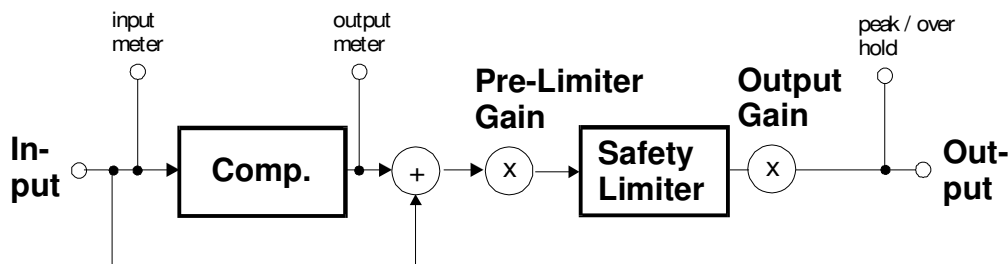 input
meter
output
meter
peak / over
hold
Pre-Limiter
Gain
Output
Gain
In-
put
Comp.
+
x
Safety
Limiter
x
Out-
put